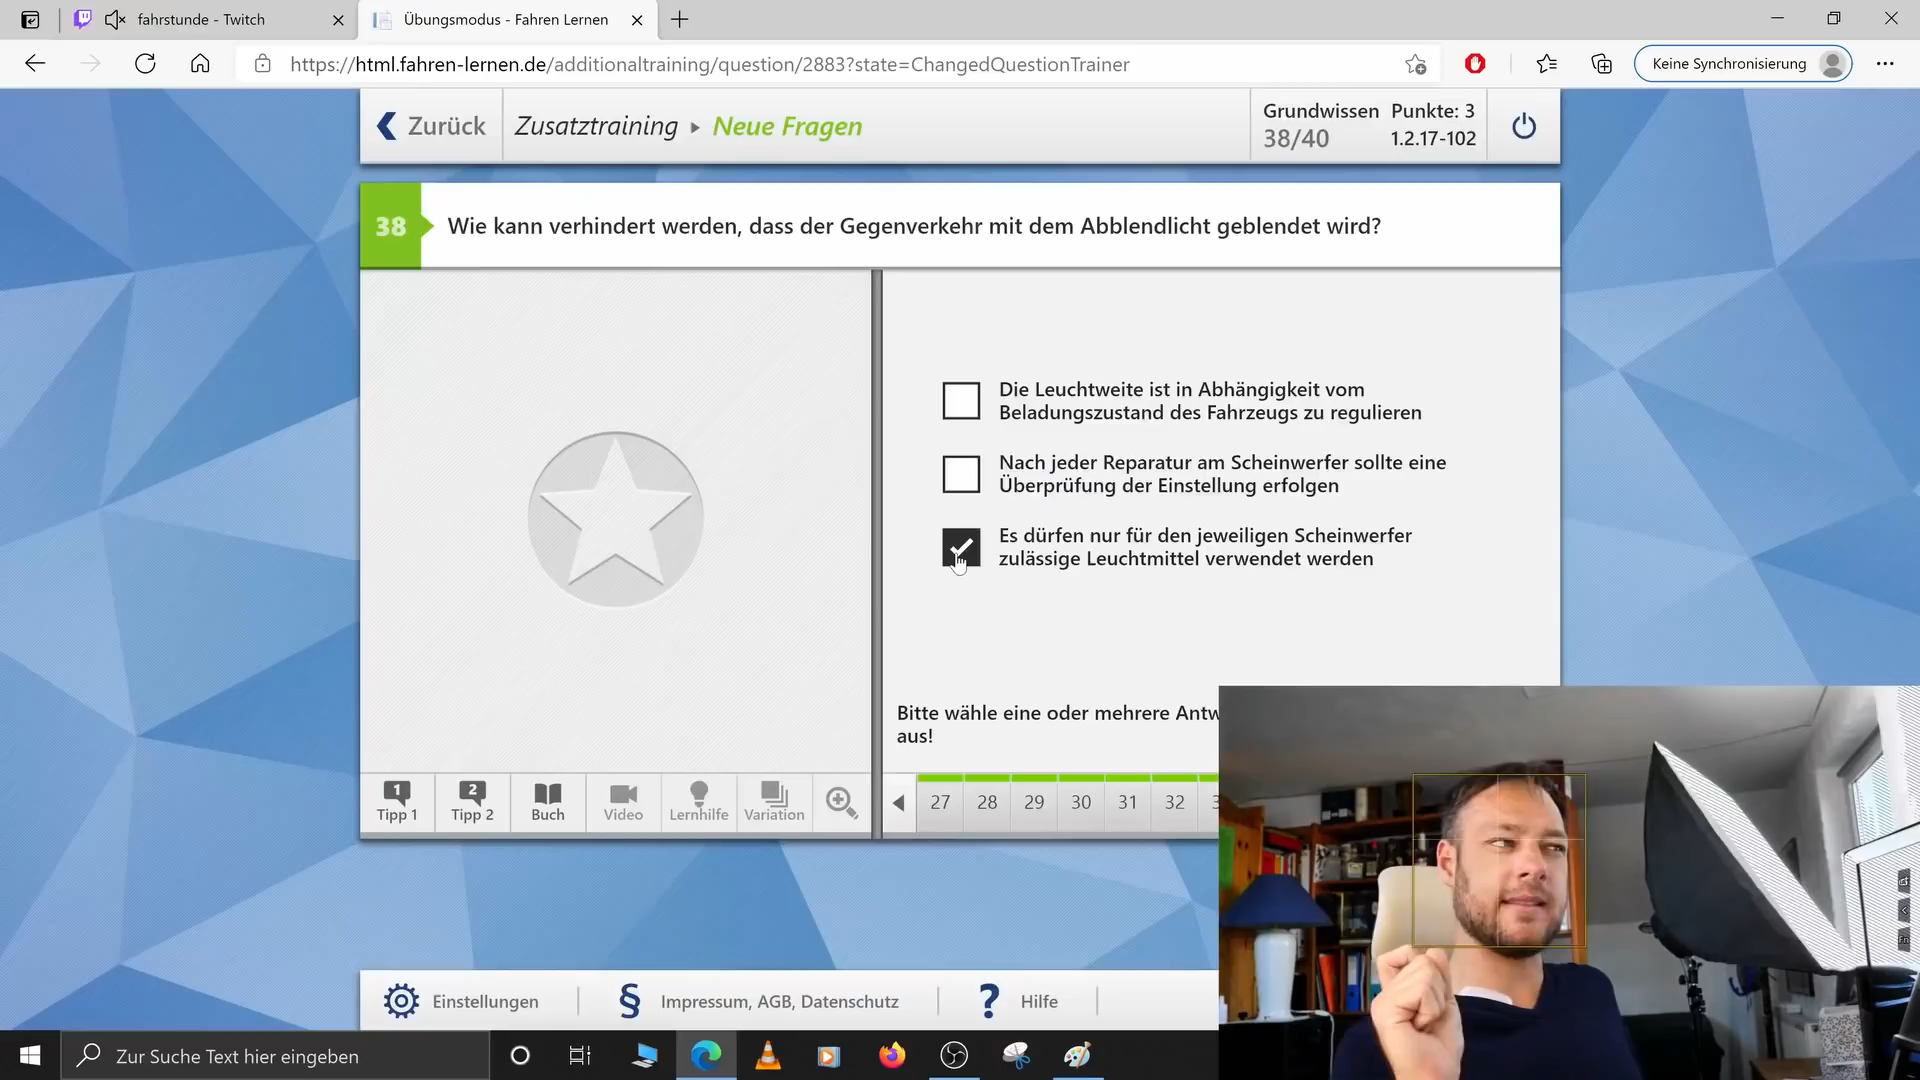 fahrstunde - Twitch
Übungsmodus - Fahren Lernen
https://html.fahren-lernen.de/additionaltraining/question/2883?state=ChangedQuestionTrainer
Keine Synchronisierung
Zurück
Zusatztraining ▸ Neue Fragen
Grundwissen
38/40
Punkte: 3
1.2.17-102
38
Wie kann verhindert werden, dass der Gegenverkehr mit dem Abblendlicht geblendet wird?
Die Leuchtweite ist in Abhängigkeit vom
Beladungszustand des Fahrzeugs zu regulieren
Nach jeder Reparatur am Scheinwerfer sollte eine
Überprüfung der Einstellung erfolgen
Es dürfen nur für den jeweiligen Scheinwerfer
zulässige Leuchtmittel verwendet werden
Bitte wähle eine oder mehrere Antw
aus!
1
Tipp 1
2
Tipp 2
Buch
Video
Lernhilfe
Variation
27 28 29 30 31 32
Einstellungen
§ Impressum, AGB, Datenschutz
? Hilfe
Zur Suche Text hier eingeben